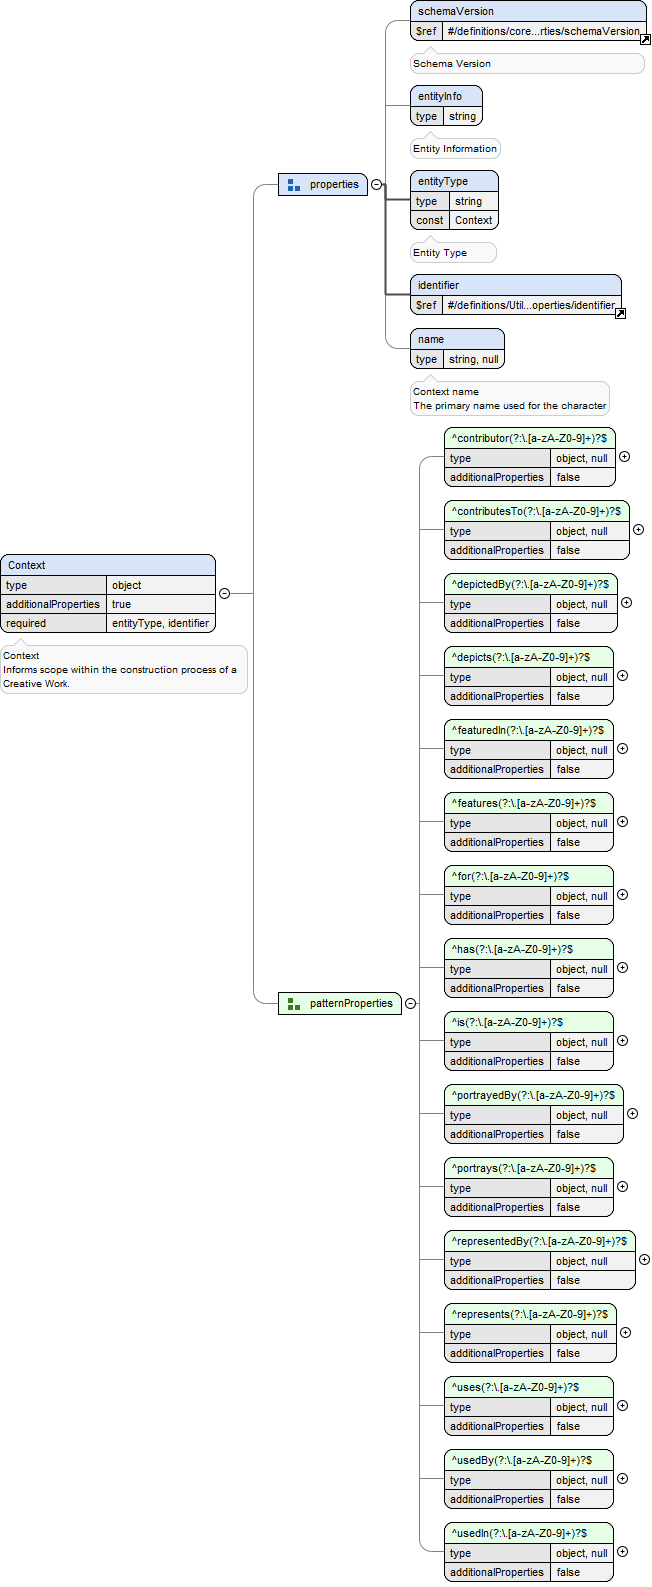 schemaVersion
$ref #/definitions/core...rties/schemaVersion
Schema Version
entityInfo
type string
Entity Information
properties
entityType
type string
const Context
Entity Type
identifier
$ref #/definitions/Util...operties/identifier
name
type string, null
Context name
The primary name used for the character
^contributor(?:\.[a-zA-Z0-9]+)?$
type object, null
additionalProperties false
^contributesTo(?:\.[a-zA-Z0-9]+)?$
type object, null
additionalProperties false
Context
type object
additionalProperties true
required entityType, identifier
Context
Informs scope within the construction process of a
Creative Work.
^depictedBy(?:\.[a-zA-Z0-9]+)?$
type object, null
additionalProperties false
^depicts(?:\.[a-zA-Z0-9]+)?$
type object, null
additionalProperties false
^featuredIn(?:\.[a-zA-Z0-9]+)?$
type object, null
additionalProperties false
^features(?:\.[a-zA-Z0-9]+)?$
type object, null
additionalProperties false
^for(?:\.[a-zA-Z0-9]+)?$
type object, null
additionalProperties false
^has(?:\.[a-zA-Z0-9]+)?$
type object, null
additionalProperties false
patternProperties
^is(?:\.[a-zA-Z0-9]+)?$
type object, null
additionalProperties false
^portrayedBy(?:\.[a-zA-Z0-9]+)?$
type object, null
additionalProperties false
^portrays(?:\.[a-zA-Z0-9]+)?$
type object, null
additionalProperties false
^representedBy(?:\.[a-zA-Z0-9]+)?$
type object, null
additionalProperties false
^represents(?:\.[a-zA-Z0-9]+)?$
type object, null
additionalProperties false
^uses(?:\.[a-zA-Z0-9]+)?$
type object, null
additionalProperties false
^usedBy(?:\.[a-zA-Z0-9]+)?$
type object, null
additionalProperties false
^usedIn(?:\.[a-zA-Z0-9]+)?$
type object, null
additionalProperties false